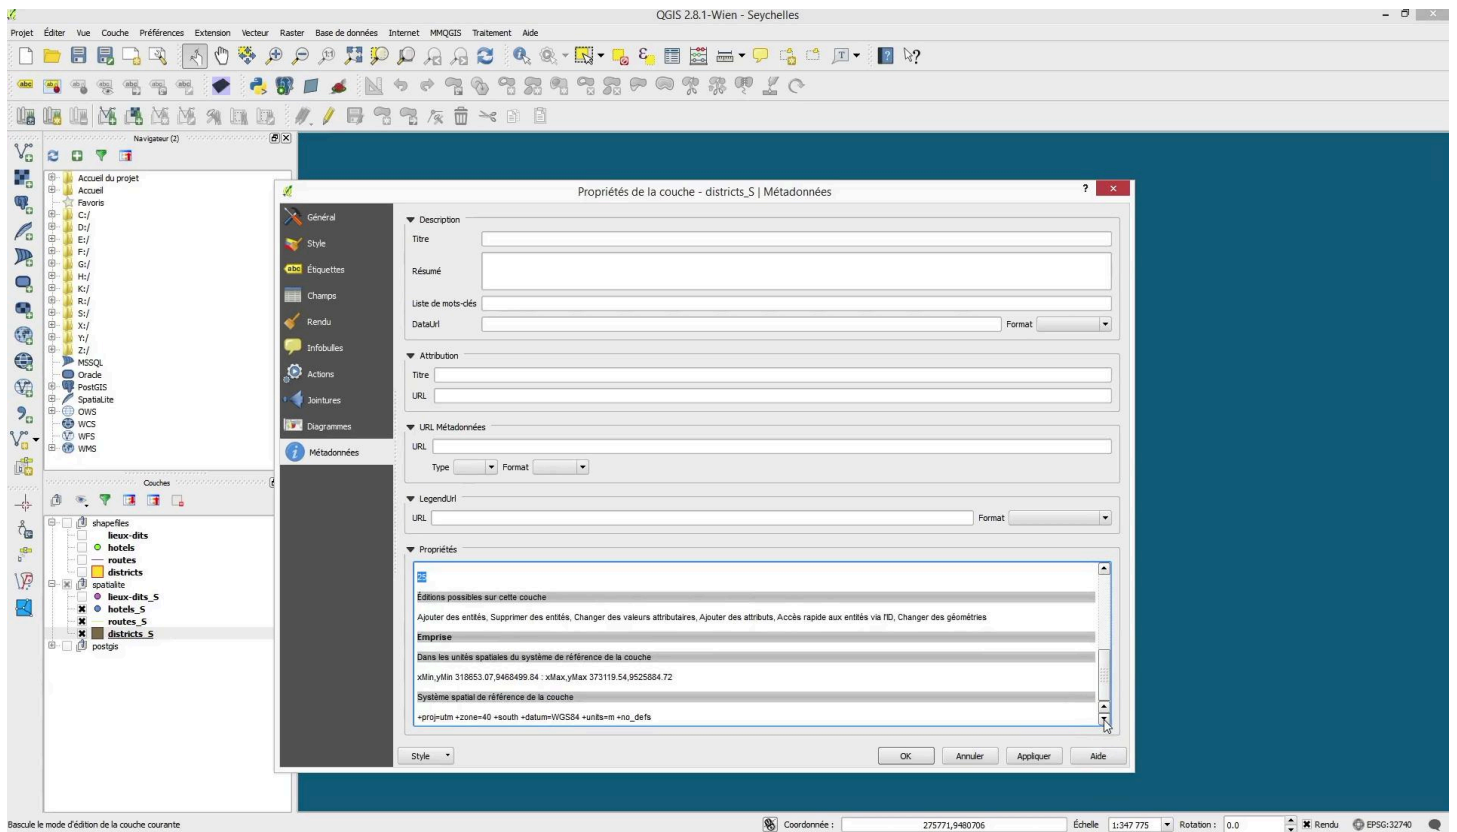 QGIS 2.8.1-Wien - Seychelles
Projet Éditer Vue Couche Préférences Extension Vecteur Raster Base de données Internet MMQGIS Traitement Aide
Navigateur (2)
Accueil du projet
Accueil
Favoris
C:/
D:/
E:/
F:/
G:/
H:/
K:/
R:/
S:/
X:/
Y:/
Z:/
MSSQL
Oracle
PostGIS
SpatiaLite
OWS
WCS
WFS
WMS
Couches
shapefiles
lieux-dits
hotels
routes
districts
spatialite
lieux-dits_S
hotels_S
routes_S
districts_S
postgis
Propriétés de la couche - districts_S | Métadonnées
Général
Style
Étiquettes
Champs
Rendu
Infobulles
Actions
Jointures
Diagrammes
Métadonnées
Description
Titre
Résumé
Liste de mots-clés
DataUrl Format
Attribution
Titre
URL
URL Métadonnées
URL
Type Format
LegendUrl
URL Format
Propriétés
25
Éditions possibles sur cette couche
Ajouter des entités, Supprimer des entités, Changer des valeurs attributaires, Ajouter des attributs, Accès rapide aux entités via l'ID, Changer des géométries
Emprise
Dans les unités spatiales du système de référence de la couche
xMin,yMin 318653.07,9468499.84 : xMax,yMax 373119.54,9525884.72
Système spatial de référence de la couche
+proj=utm +zone=40 +south +datum=WGS84 +units=m +no_defs
Style OK Annuler Appliquer Aide
Bascule le mode d'édition de la couche courante Coordonnée : 275771,9480706 Échelle 1:347 775 Rotation : 0.0 Rendu EPSG:32740